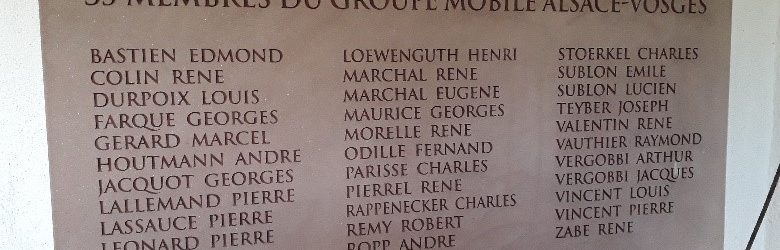 35 MEMBRES DU GROUPE MOBILE ALSACE-VOSGES
BASTIEN EDMOND
COLIN RENE
DURPOIX LOUIS
FARQUE GEORGES
GERARD MARCEL
HOUTMANN ANDRE
JACQUOT GEORGES
LALLEMAND PIERRE
LASSAUCE PIERRE
LEONARD PIERRE
LOEWENGUTH HENRI
MARCHAL RENE
MARCHAL EUGENE
MAURICE GEORGES
MORELLE RENE
ODILLE FERNAND
PARISSE CHARLES
PIERREL RENE
RAPPENECKER CHARLES
REMY ROBERT
ROPP ANDRE
STOERKEL CHARLES
SUBLON EMILE
SUBLON LUCIEN
TEYBER JOSEPH
VALENTIN RENE
VAUTHIER RAYMOND
VERGOBBI ARTHUR
VERGOBBI JACQUES
VINCENT LOUIS
VINCENT PIERRE
ZABE RENE